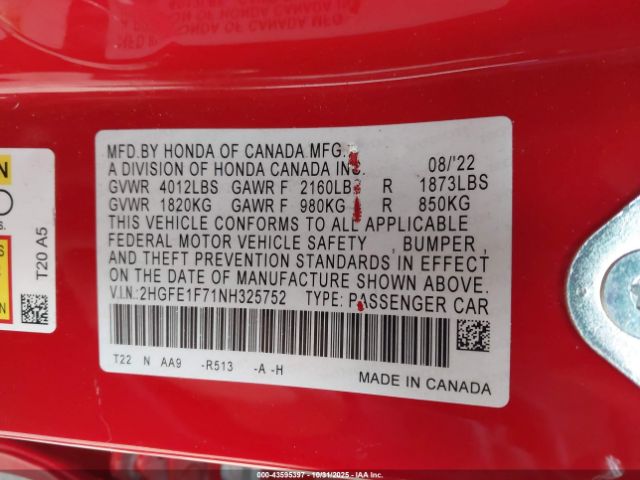 MFD.BY HONDA OF CANADA MFG.
A DIVISION OF HONDA CANADA INC.
08/'22
GVWR 4012LBS GAWR F 2160LBS R 1873LBS
GVWR 1820KG GAWR F 980KG R 850KG
THIS VEHICLE CONFORMS TO ALL APPLICABLE
FEDERAL MOTOR VEHICLE SAFETY , BUMPER,
AND THEFT PREVENTION STANDARDS IN EFFECT
ON THE DATE OF MANUFACTURE SHOWN ABOVE.
V.I.N.:2HGFE1F71NH325752 TYPE: PASSENGER CAR
T22 N AA9 -R513 -A -H
MADE IN CANADA
T20 A5
© 43595397 - 10/31/2025 - IAAI.COM